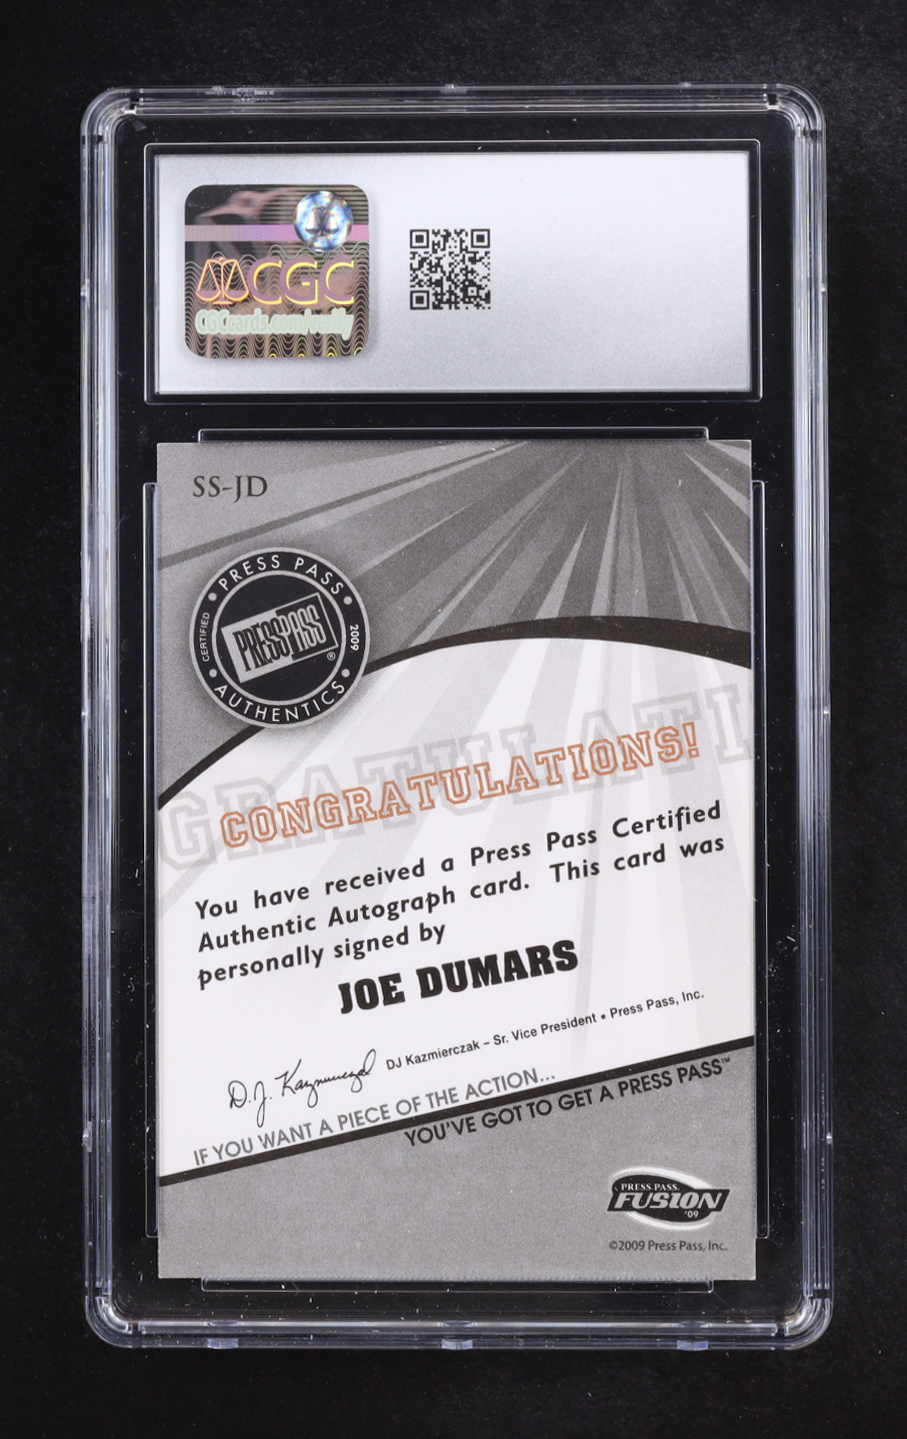 CGC
CGCcards.com/verify
SS-JD
PRESS PASS
CERTIFIED
PRESS PASS
®
2009
AUTHENTICS
GRATULATI
CONGRATULATIONS!
You have received a Press Pass Certified
Authentic Autograph card. This card was
personally signed by
JOE DUMARS
D.J. Kazmierczak
DJ Kazmierczak – Sr. Vice President • Press Pass, Inc.
IF YOU WANT A PIECE OF THE ACTION...
YOU'VE GOT TO GET A PRESS PASS™
PRESS PASS
FUSION
'09
©2009 Press Pass, Inc.